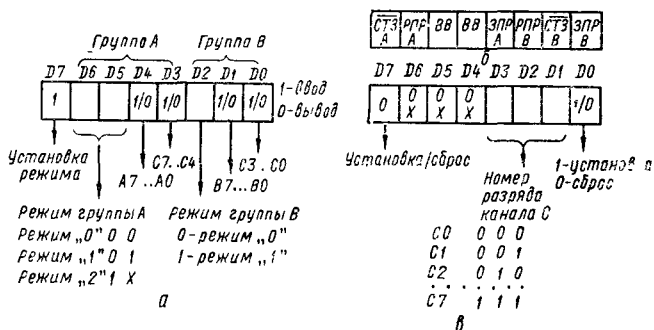 Группа А Группа В
D7 D6 D5 D4 D3 D2 D1 D0
1 1/0 1/0 1/0 1/0
1-Ввод
0-вывод
Установка
режима
С7..С4
А7..А0
С3.С0
В7...В0
Режим группы А
Режим „0" 0 0
Режим „1" 0 1
Режим „2" 1 X
Режим группы В
0-режим „0"
1-режим „1"
а
СТЗ А РПР А ВВ ВВ ЗПР А РПР В СТЗ В ЗПР В
б
D7 D6 D5 D4 D3 D2 D1 D0
0 0 X 0 X 0 X 1/0
Установка/сброс
Номер
разряда
канала С
1-установ а
0-сброс
С0 0 0 0
С1 0 0 1
С2 0 1 0
. . . . . . . .
С7 1 1 1
в